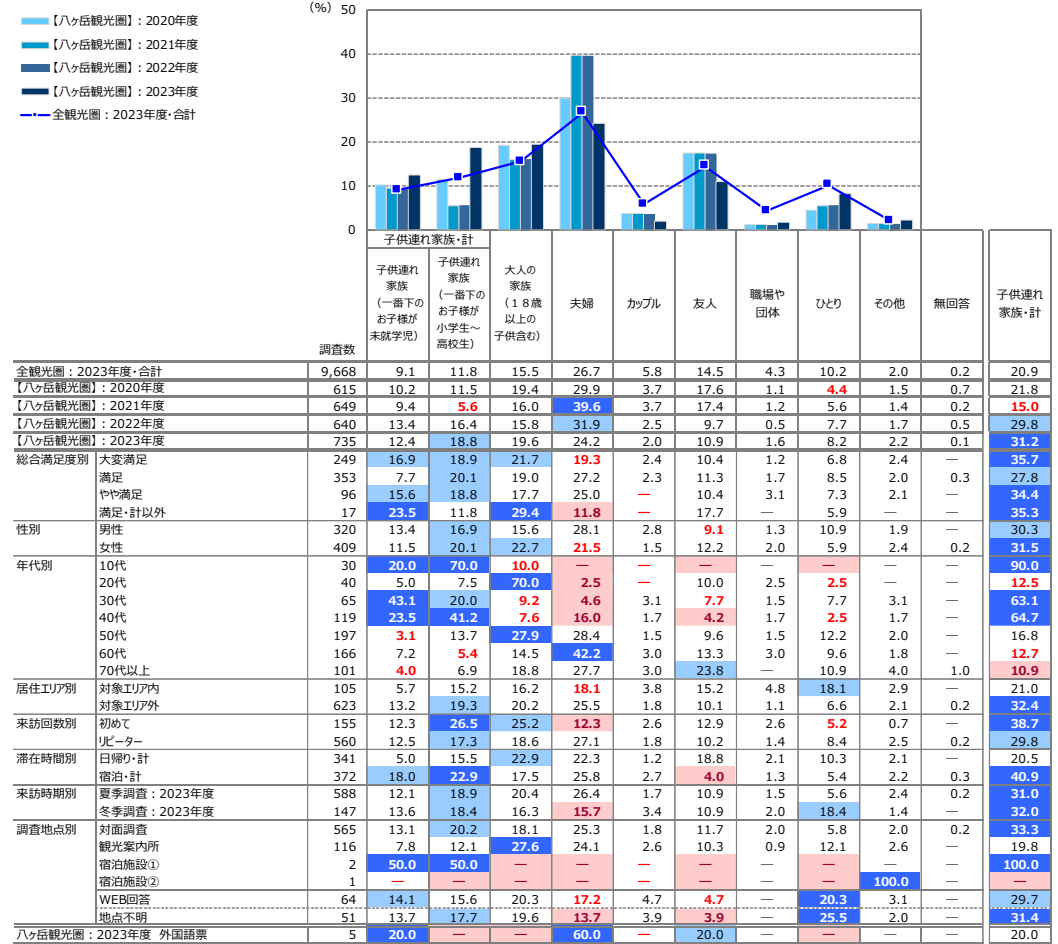 (%)
50
40
30
20
10
0
【八ヶ岳観光圏】：2020年度
【八ヶ岳観光圏】：2021年度
【八ヶ岳観光圏】：2022年度
【八ヶ岳観光圏】：2023年度
全観光圏：2023年度・合計
調査数
子供連れ家族・計
子供連れ
家族
（一番下の
お子様が
未就学児）
子供連れ
家族
（一番下の
お子様が
小学生～
高校生）
大人の
家族
（１８歳
以上の
子供含む）
夫婦
カップル
友人
職場や
団体
ひとり
その他
無回答
子供連れ
家族・計
全観光圏：2023年度・合計 9,668 9.1 11.8 15.5 26.7 5.8 14.5 4.3 10.2 2.0 0.2 20.9
【八ヶ岳観光圏】：2020年度 615 10.2 11.5 19.4 29.9 3.7 17.6 1.1 4.4 1.5 0.7 21.8
【八ヶ岳観光圏】：2021年度 649 9.4 5.6 16.0 39.6 3.7 17.4 1.2 5.6 1.4 0.2 15.0
【八ヶ岳観光圏】：2022年度 640 13.4 16.4 15.8 31.9 2.5 9.7 0.5 7.7 1.7 0.5 29.8
【八ヶ岳観光圏】：2023年度 735 12.4 18.8 19.6 24.2 2.0 10.9 1.6 8.2 2.2 0.1 31.2
総合満足度別 大変満足 249 16.9 18.9 21.7 19.3 2.4 10.4 1.2 6.8 2.4 — 35.7
満足 353 7.7 20.1 19.0 27.2 2.3 11.3 1.7 8.5 2.0 0.3 27.8
やや満足 96 15.6 18.8 17.7 25.0 — 10.4 3.1 7.3 2.1 — 34.4
満足・計以外 17 23.5 11.8 29.4 11.8 — 17.7 — 5.9 — — 35.3
性別 男性 320 13.4 16.9 15.6 28.1 2.8 9.1 1.3 10.9 1.9 — 30.3
女性 409 11.5 20.1 22.7 21.5 1.5 12.2 2.0 5.9 2.4 0.2 31.5
年代別 10代 30 20.0 70.0 10.0 — — — — — — — 90.0
20代 40 5.0 7.5 70.0 2.5 — 10.0 2.5 2.5 — — 12.5
30代 65 43.1 20.0 9.2 4.6 3.1 7.7 1.5 7.7 3.1 — 63.1
40代 119 23.5 41.2 7.6 16.0 1.7 4.2 1.7 2.5 1.7 — 64.7
50代 197 3.1 13.7 27.9 28.4 1.5 9.6 1.5 12.2 2.0 — 16.8
60代 166 7.2 5.4 14.5 42.2 3.0 13.3 3.0 9.6 1.8 — 12.7
70代以上 101 4.0 6.9 18.8 27.7 3.0 23.8 — 10.9 4.0 1.0 10.9
居住エリア別 対象エリア内 105 5.7 15.2 16.2 18.1 3.8 15.2 4.8 18.1 2.9 — 21.0
対象エリア外 623 13.2 19.3 20.2 25.5 1.8 10.1 1.1 6.6 2.1 0.2 32.4
来訪回数別 初めて 155 12.3 26.5 25.2 12.3 2.6 12.9 2.6 5.2 0.7 — 38.7
リピーター 560 12.5 17.3 18.6 27.1 1.8 10.2 1.4 8.4 2.5 0.2 29.8
滞在時間別 日帰り・計 341 5.0 15.5 22.9 22.3 1.2 18.8 2.1 10.3 2.1 — 20.5
宿泊・計 372 18.0 22.9 17.5 25.8 2.7 4.0 1.3 5.4 2.2 0.3 40.9
来訪時期別 夏季調査：2023年度 588 12.1 18.9 20.4 26.4 1.7 10.9 1.5 5.6 2.4 0.2 31.0
冬季調査：2023年度 147 13.6 18.4 16.3 15.7 3.4 10.9 2.0 18.4 1.4 — 32.0
調査地点別 対面調査 565 13.1 20.2 18.1 25.3 1.8 11.7 2.0 5.8 2.0 0.2 33.3
観光案内所 116 7.8 12.1 27.6 24.1 2.6 10.3 0.9 12.1 2.6 — 19.8
宿泊施設① 2 50.0 50.0 — — — — — — — — 100.0
宿泊施設② 1 — — — — — — — — 100.0 — —
WEB回答 64 14.1 15.6 20.3 17.2 4.7 4.7 — 20.3 3.1 — 29.7
地点不明 51 13.7 17.7 19.6 13.7 3.9 3.9 — 25.5 2.0 — 31.4
八ヶ岳観光圏：2023年度 外国語票 5 20.0 — — 60.0 — 20.0 — — — — 20.0